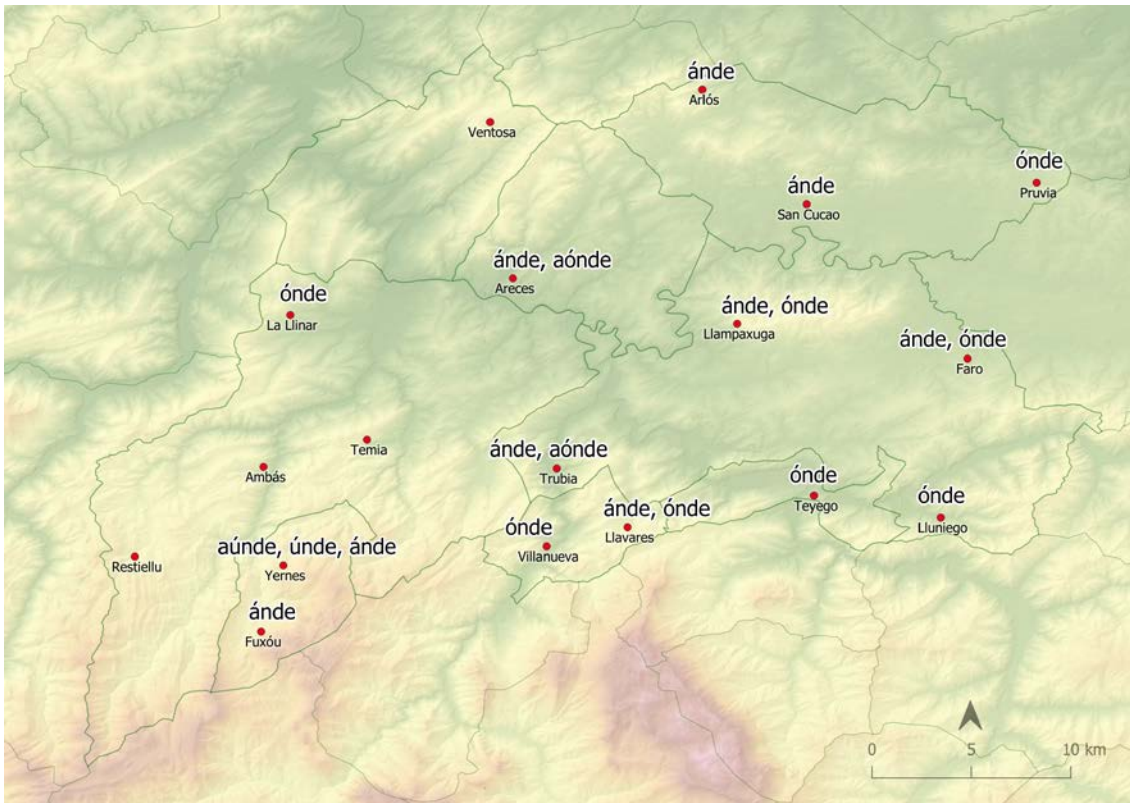 ánde
Arlós
Ventosa
ónde
Pruvia
ánde
San Cucao
ánde, aónde
Areces
ónde
La Llinar
ánde, ónde
Llampaxuga
ánde, ónde
Faro
Temia
Ambás
ánde, aónde
Trubia
ónde
Teyego
ónde
Lluniego
ánde, ónde
Llavares
ónde
Villanueva
Restiellu
aúnde, únde, ánde
Yernes
ánde
Fuxóu
0 5 10 km